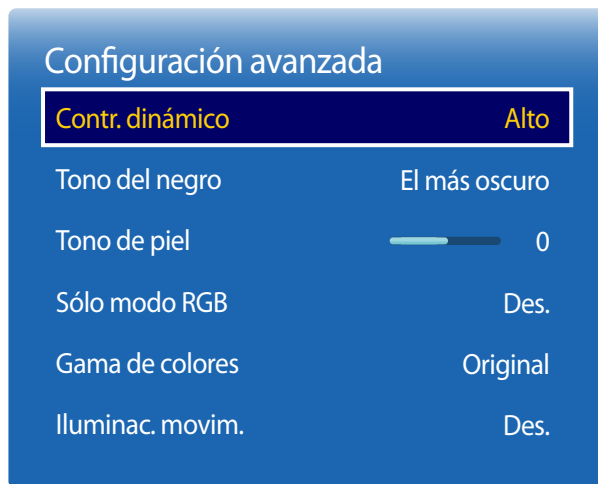 Configuración avanzada
Contr. dinámico Alto
Tono del negro El más oscuro
Tono de piel 0
Sólo modo RGB Des.
Gama de colores Original
Iluminac. movim. Des.